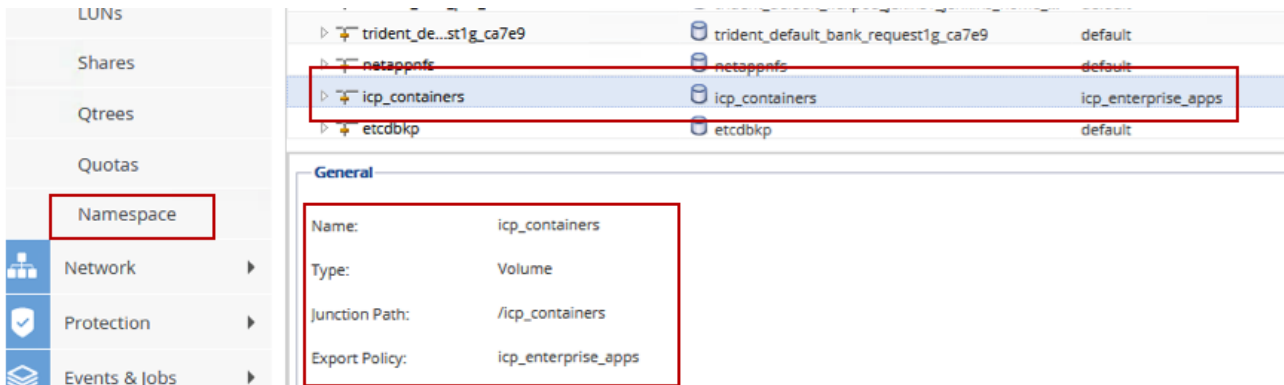 LUNs
Shares
Qtrees
Quotas
Namespace
Network
Protection
Events & Jobs
trident_de...st1g_ca7e9 trident_default_bank_request1g_ca7e9 default
netappnfs netappnfs default
icp_containers icp_containers icp_enterprise_apps
etcdbkp etcdbkp default
General
Name: icp_containers
Type: Volume
Junction Path: /icp_containers
Export Policy: icp_enterprise_apps